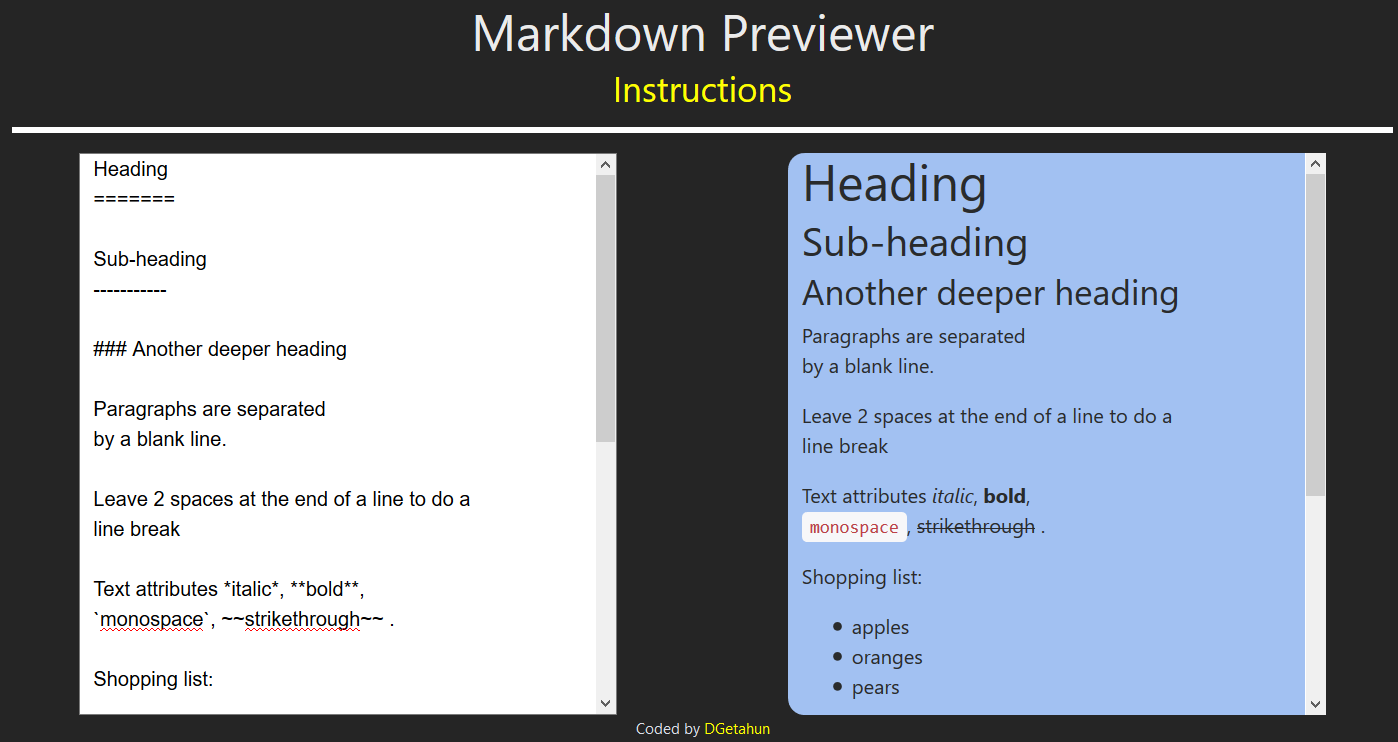 Markdown Previewer
Instructions
Heading
=======
Sub-heading
-----------
### Another deeper heading
Paragraphs are separated
by a blank line.
Leave 2 spaces at the end of a line to do a
line break
Text attributes *italic*, **bold**,
`monospace`, ~~strikethrough~~ .
Shopping list:
Heading
Sub-heading
Another deeper heading
Paragraphs are separated
by a blank line.
Leave 2 spaces at the end of a line to do a
line break
Text attributes italic, bold,
monospace, strikethrough .
Shopping list:
apples
oranges
pears
Coded by DGetahun